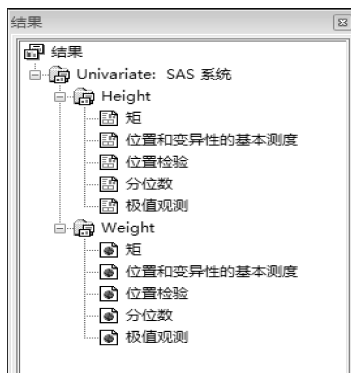 结果
结果
Univariate: SAS 系统
Height
矩
位置和变异性的基本测度
位置检验
分位数
极值观测
Weight
矩
位置和变异性的基本测度
位置检验
分位数
极值观测